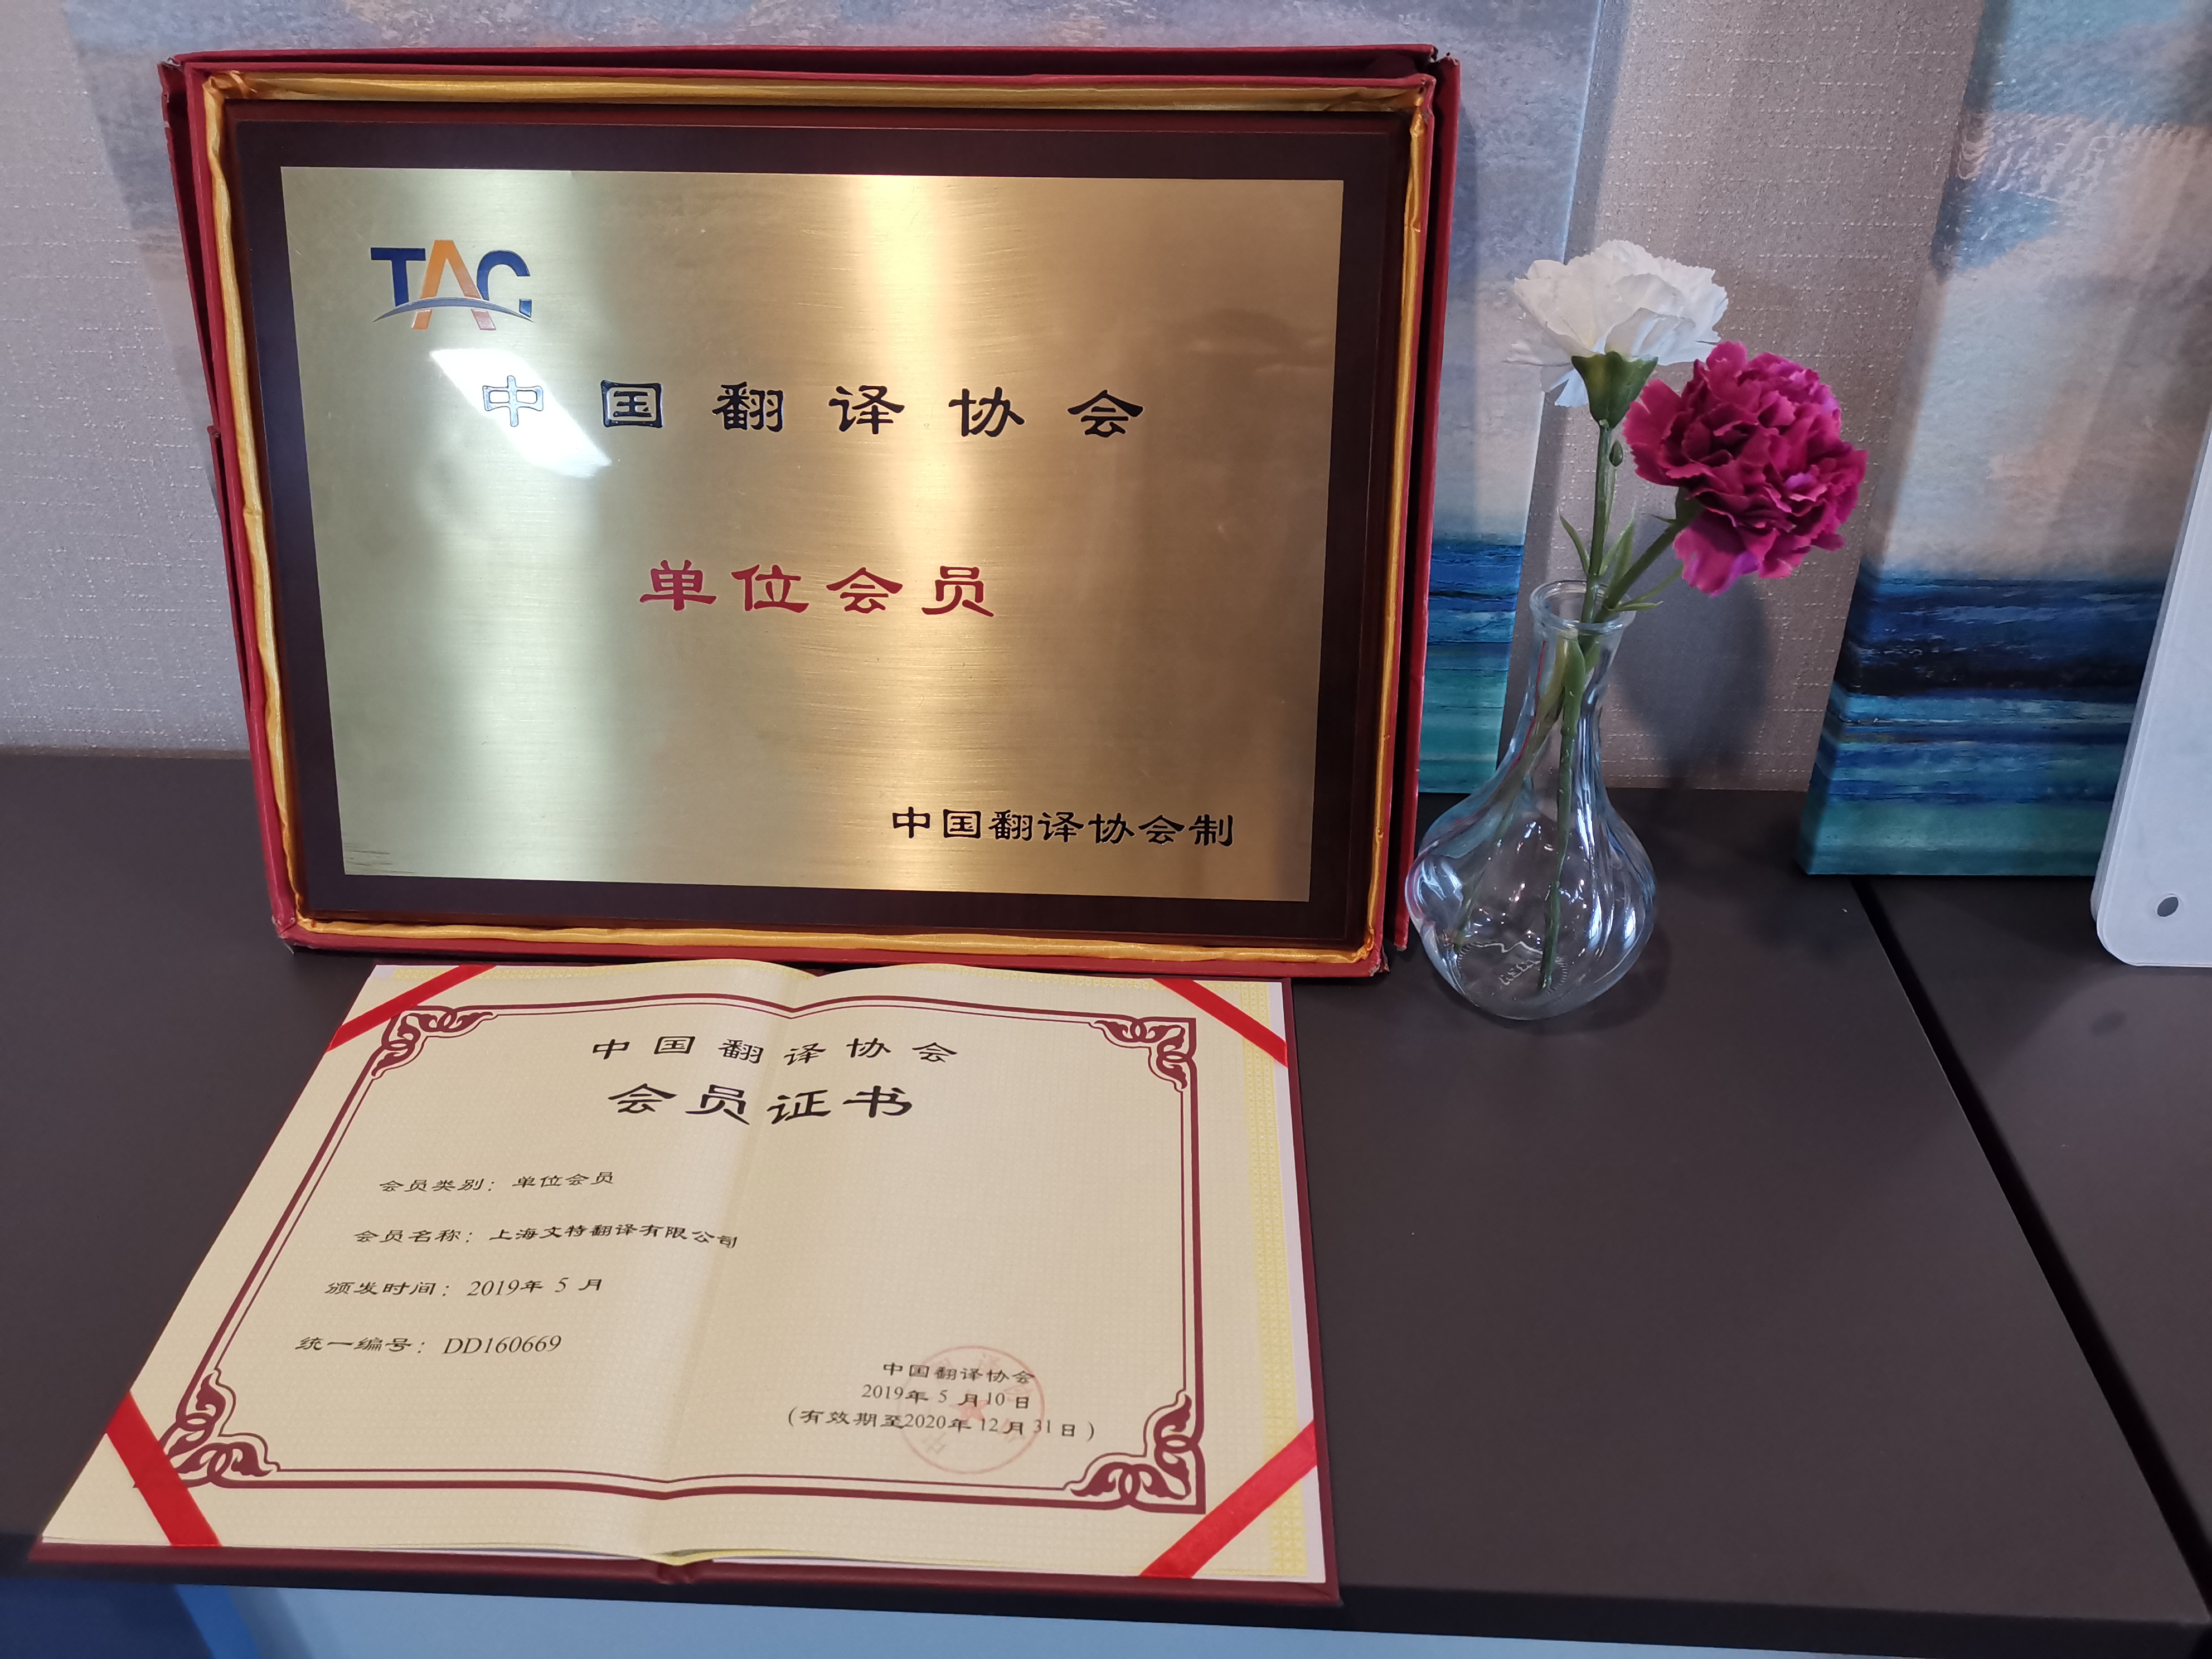 TAC
中国翻译协会
单位会员
中国翻译协会制
中国翻译协会
会员证书
会员类别：单位会员
会员名称：上海文特翻译有限公司
颁发时间：2019年 5 月
统一编号：DD160669
中国翻译协会
2019年 5 月10 日
（有效期至2020年 12 月 31 日）